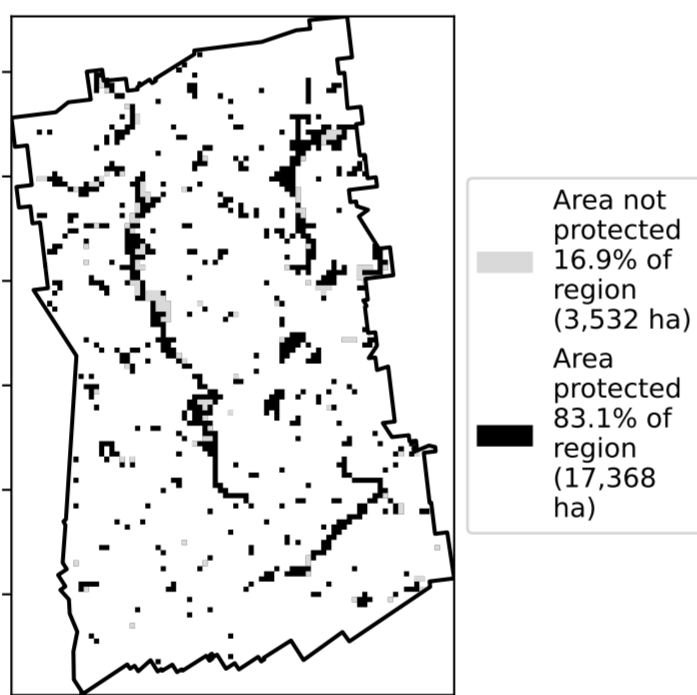 Area not
protected
16.9% of
region
(3,532 ha)
Area
protected
83.1% of
region
(17,368
ha)